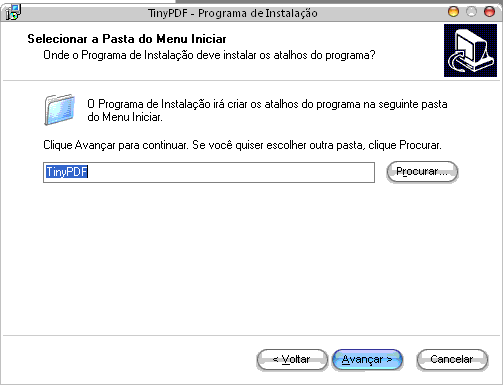 TinyPDF - Programa de Instalação
Selecionar a Pasta do Menu Iniciar
Onde o Programa de Instalação deve instalar os atalhos do programa?
O Programa de Instalação irá criar os atalhos do programa na seguinte pasta
do Menu Iniciar.
Clique Avançar para continuar. Se você quiser escolher outra pasta, clique Procurar.
TinyPDF
Procurar...
< Voltar
Avançar >
Cancelar